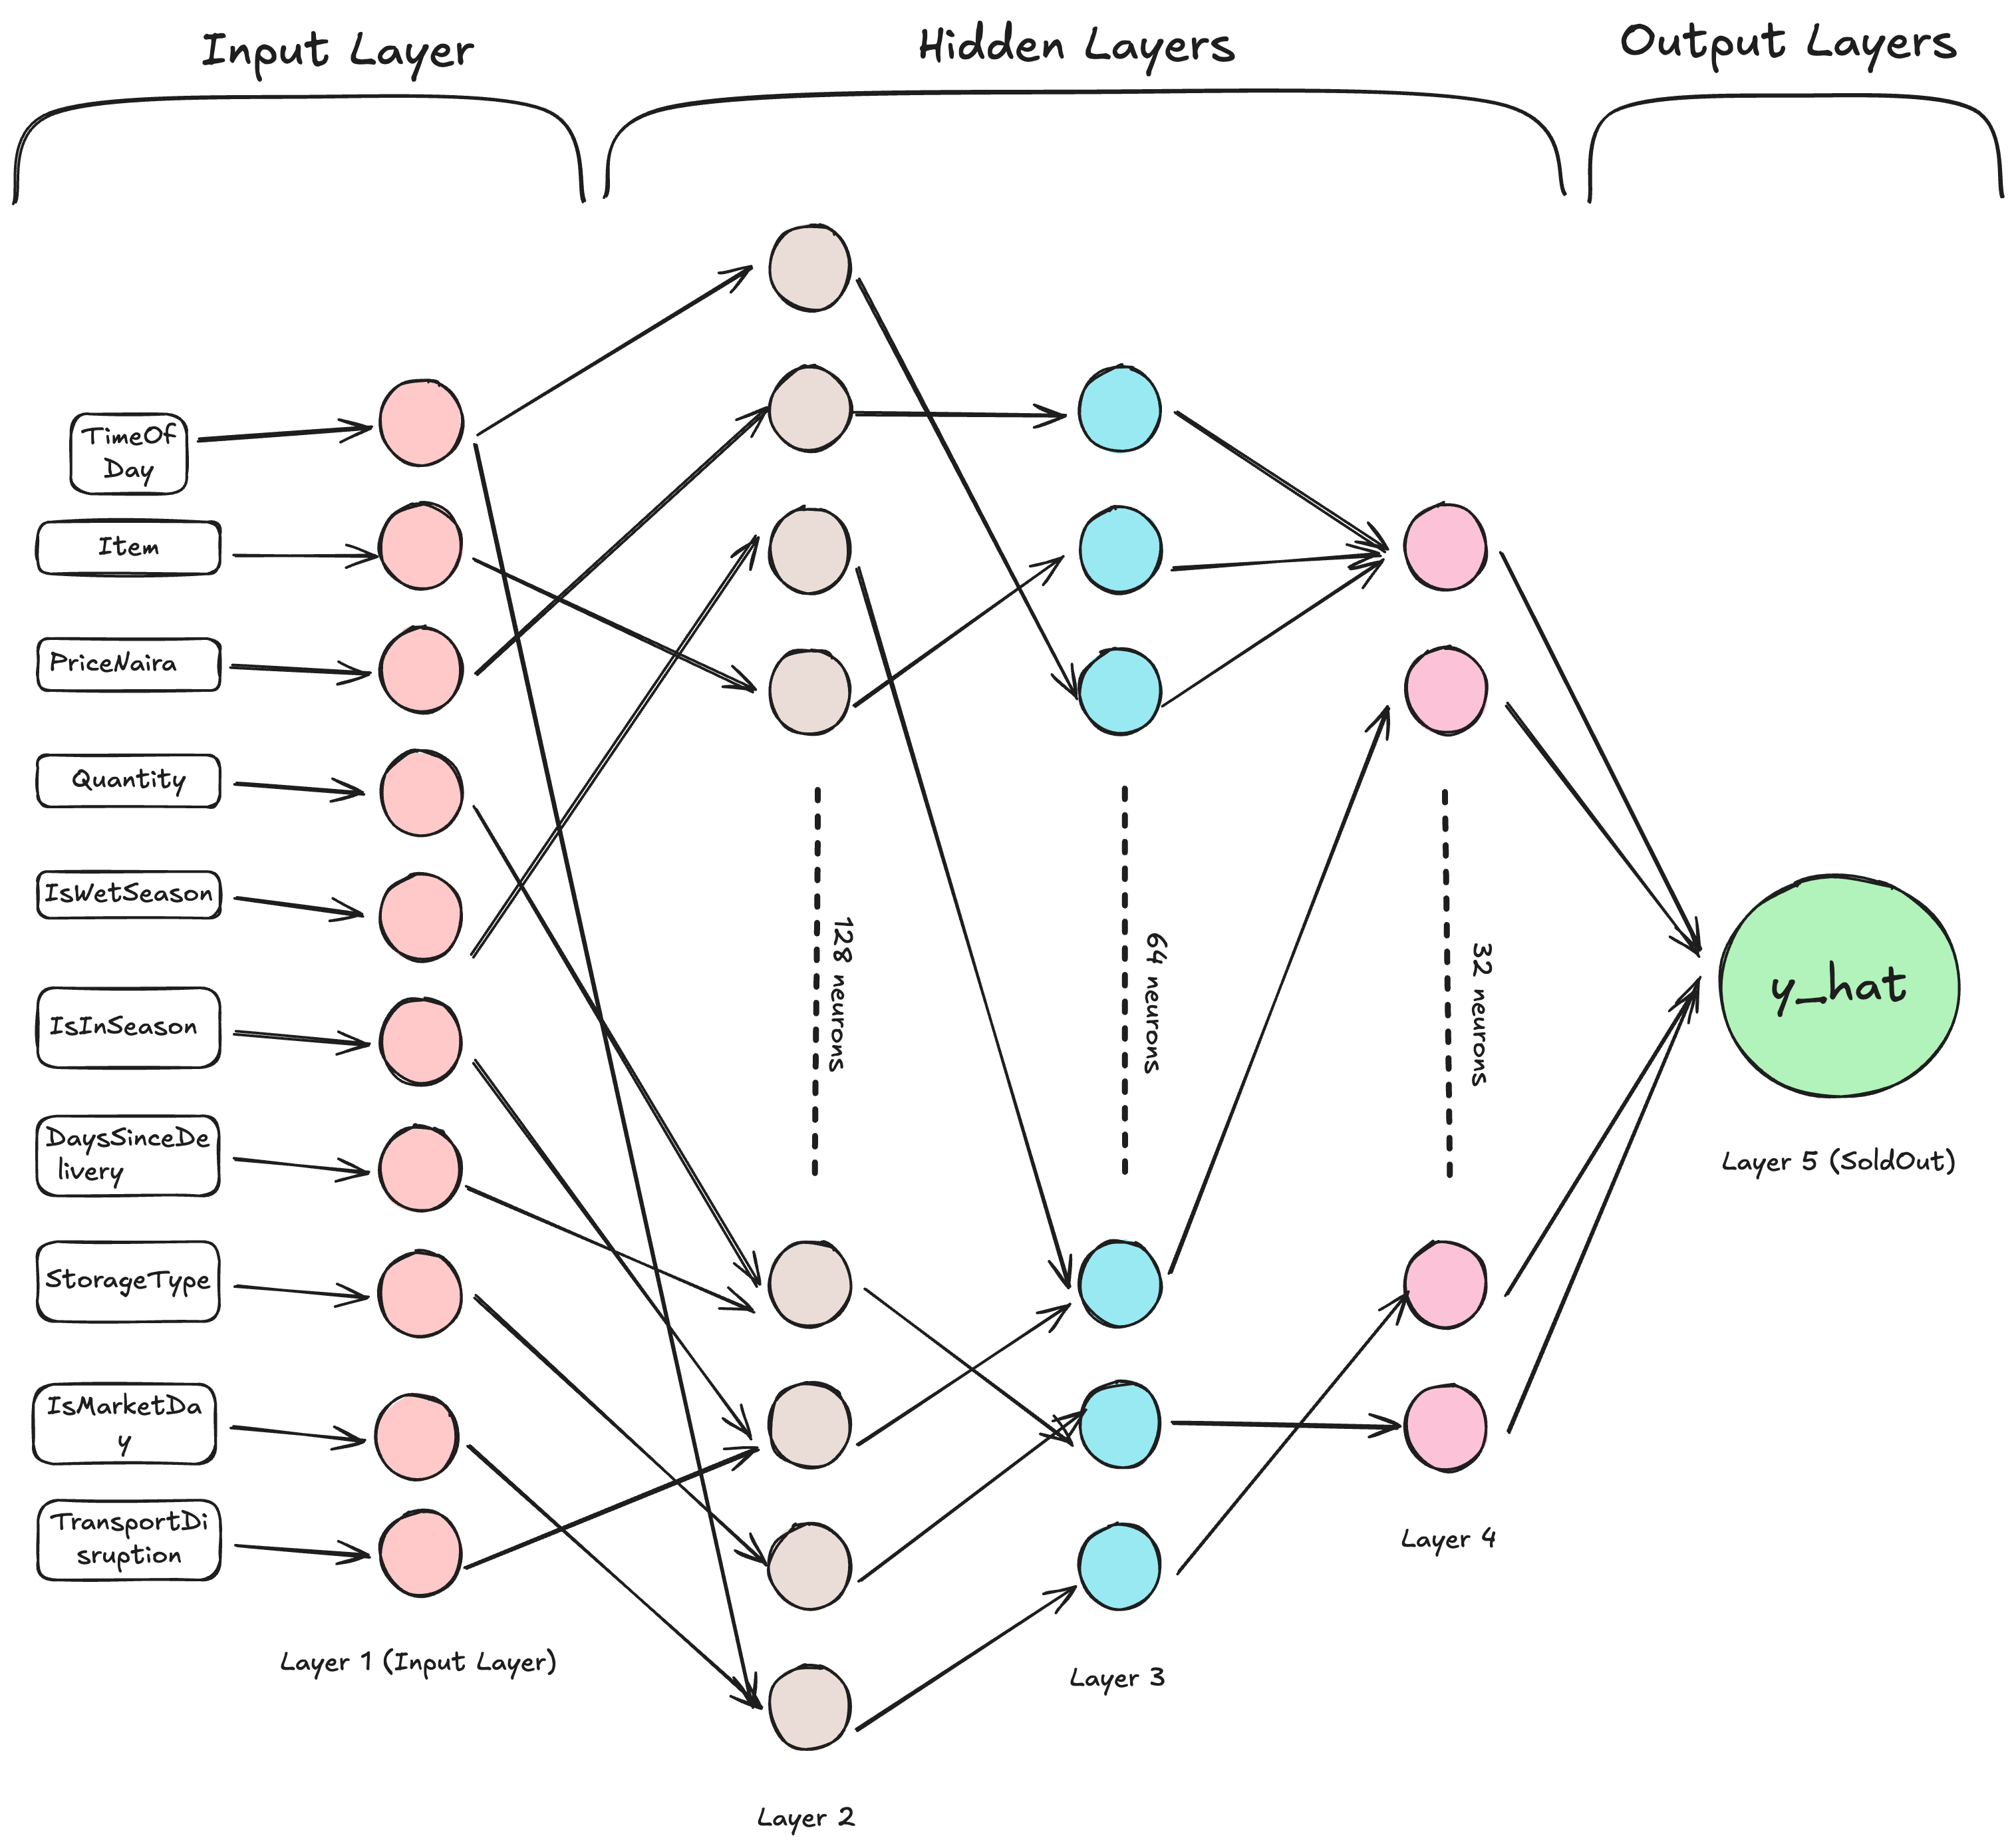 Input Layer
Hidden Layers
Output Layers
TimeOf
Day
Item
PriceNaira
Quantity
IsWetSeason
IsInSeason
DaysSinceDe
livery
StorageType
IsMarketDa
y
TransportDi
sruption
Layer 1 (Input Layer)
128 neurons
Layer 2
64 neurons
Layer 3
32 neurons
Layer 4
y_hat
Layer 5 (SoldOut)